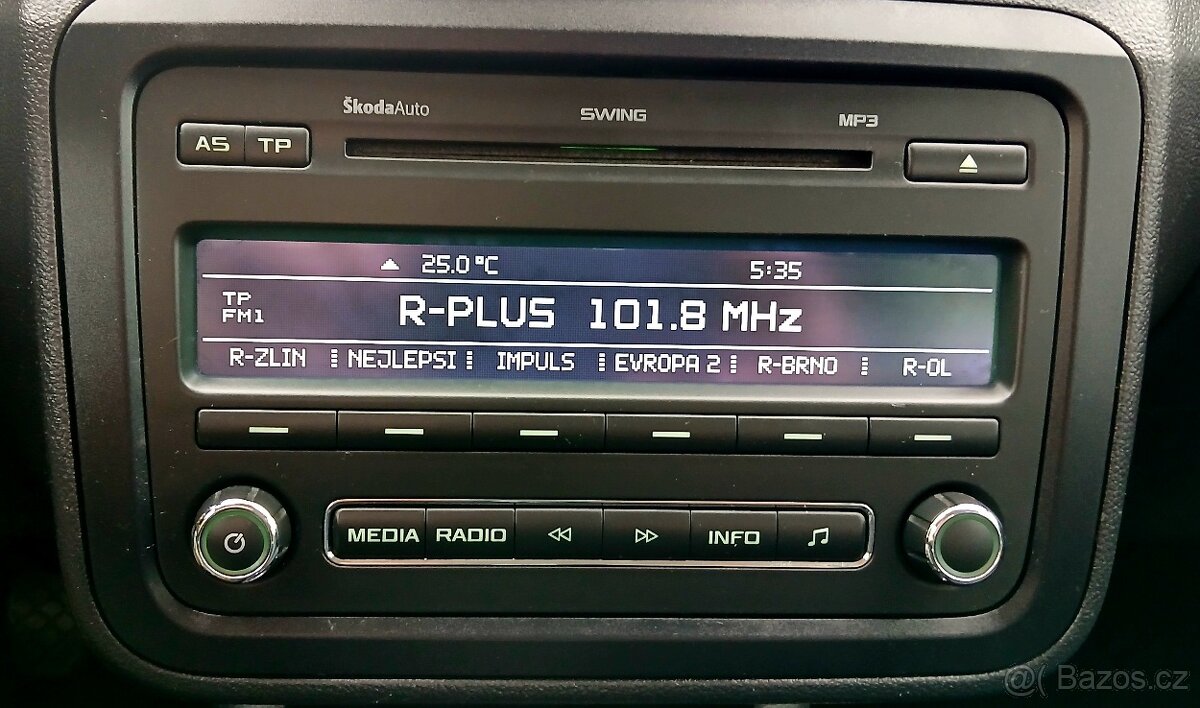 ŠkodaAuto SWING MP3
AS TP
25.0 °C 5:35
TP
FM1
R-PLUS 101.8 MHz
R-ZLIN NEJLEPSI IMPULS EVROPA 2 R-BRNO R-OL
MEDIA RADIO INFO
@( Bazos.cz